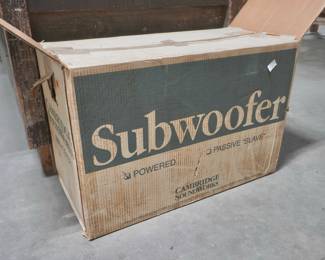 Subwoofer
POWERED
PASSIVE "SLAVE"
CAMBRIDGE
SOUNDWORKS